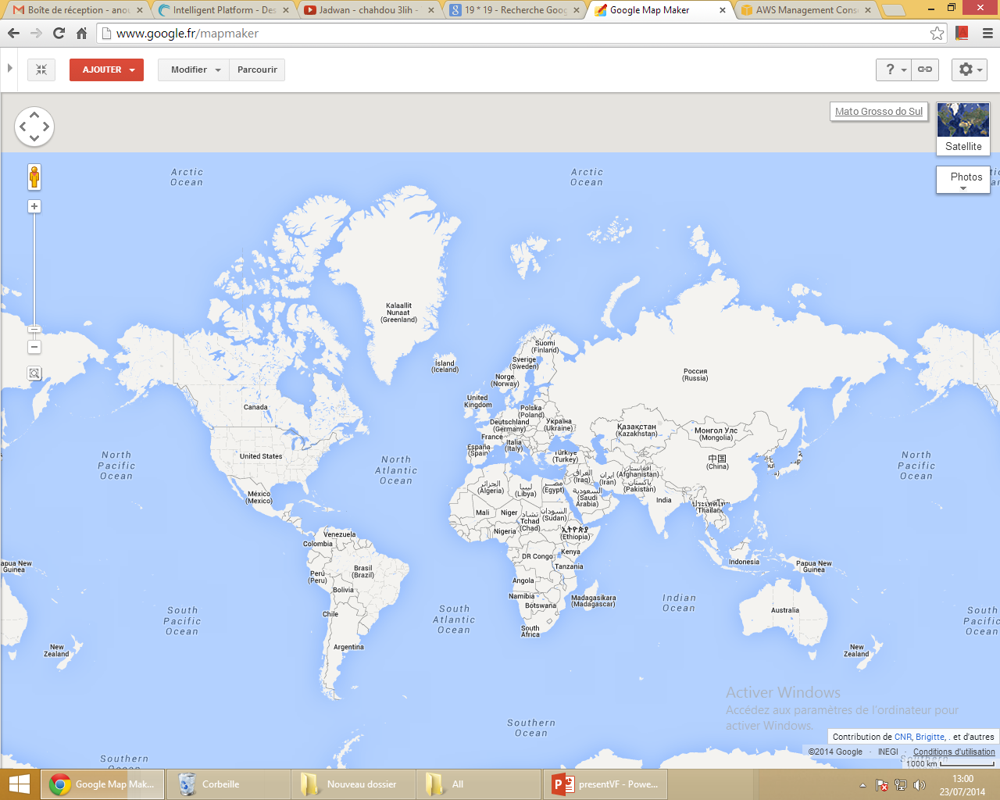 Boîte de réception - anou
Intelligent Platform - Des
Jadwan - chahdou 3lih -
19 * 19 - Recherche Goog
Google Map Maker
AWS Management Cons
www.google.fr/mapmaker
AJOUTER
Modifier
Parcourir
?
Mato Grosso do Sul
Satellite
Photos
Arctic
Ocean
Arctic
Ocean
Kalaallit
Nunaat
(Greenland)
Ísland
(Iceland)
Suomi
(Finland)
Sverige
(Sweden)
Norge
(Norway)
Россия
(Russia)
United
Kingdom
Polska
(Poland)
Deutschland
(Germany)
Україна
(Ukraine)
France
Italia
(Italy)
España
(Spain)
Türkiye
(Turkey)
Қазақстан
(Kazakhstan)
Монгол Улс
(Mongolia)
中国
(China)
Canada
United States
México
(Mexico)
North
Pacific
Ocean
North
Atlantic
Ocean
North
Pacific
Ocean
الجزائر
(Algeria)
ليبيا
(Libya)
مصر
(Egypt)
العراق
(Iraq)
ایران
(Iran)
افغانستان
(Afghanistan)
پاکستان
(Pakistan)
السعودية
(Saudi
Arabia)
India
ประเทศไทย
(Thailand)
Mali
Niger
تشاد
Tchad
(Chad)
السودان
(Sudan)
Nigeria
ኢትዮጵያ
(Ethiopia)
Kenya
DR Congo
Tanzania
Angola
Namibia
Botswana
Madagasikara
(Madagascar)
South
Africa
Venezuela
Colombia
Brasil
(Brazil)
Perú
(Peru)
Bolivia
Chile
Argentina
Indonesia
Papua New
Guinea
apua New
Guinea
Australia
New
Zealand
New
Zealand
South
Pacific
Ocean
South
Atlantic
Ocean
Indian
Ocean
South
Pacific
Ocean
Southern
Ocean
Southern
Ocean
Southern
Activer Windows
Accédez aux paramètres de l'ordinateur pour
activer Windows.
Contribution de CNR, Brigitte, . et d'autres
©2014 Google - INEGI - Conditions d'utilisation
1000 km
Google Map Mak...
Corbeille
Nouveau dossier
All
presentVF - Powe...
13:00
23/07/2014